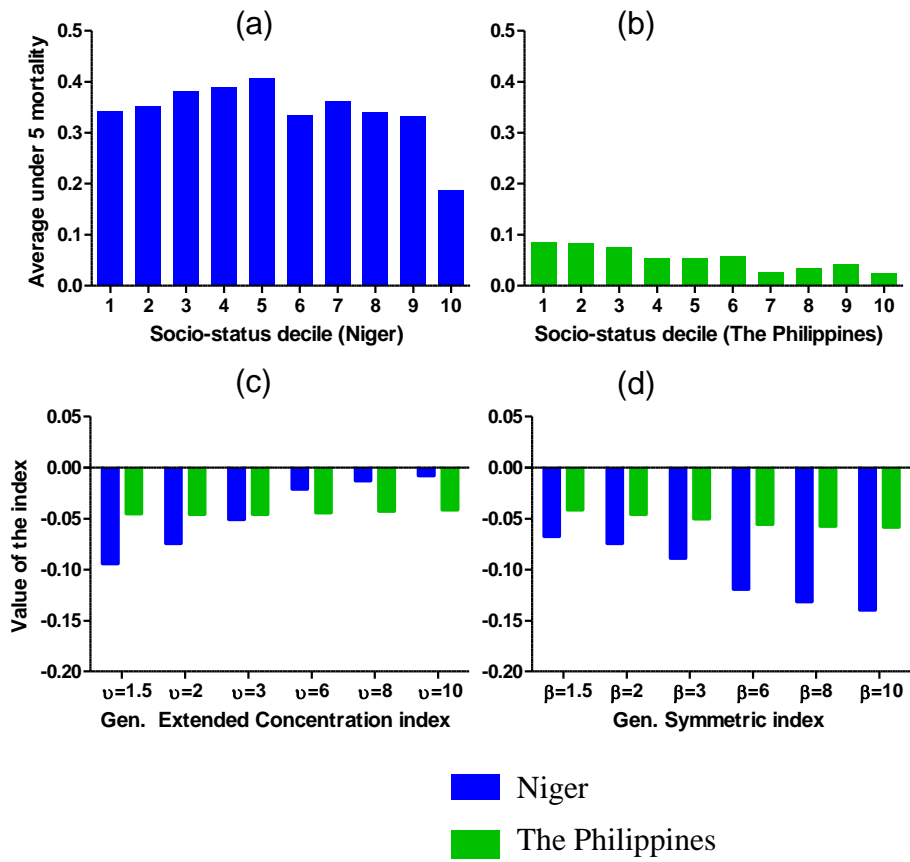 (a)
(b)
Average under 5 mortality
0.5
0.4
0.3
0.2
0.1
0.0
1 2 3 4 5 6 7 8 9 10
Socio-status decile (Niger)
0.5
0.4
0.3
0.2
0.1
0.0
1 2 3 4 5 6 7 8 9 10
Socio-status decile (The Philippines)
(c)
(d)
Value of the index
0.05
0.00
-0.05
-0.10
-0.15
-0.20
υ=1.5 υ=2 υ=3 υ=6 υ=8 υ=10
Gen. Extended Concentration index
0.05
0.00
-0.05
-0.10
-0.15
-0.20
β=1.5 β=2 β=3 β=6 β=8 β=10
Gen. Symmetric index
Niger
The Philippines